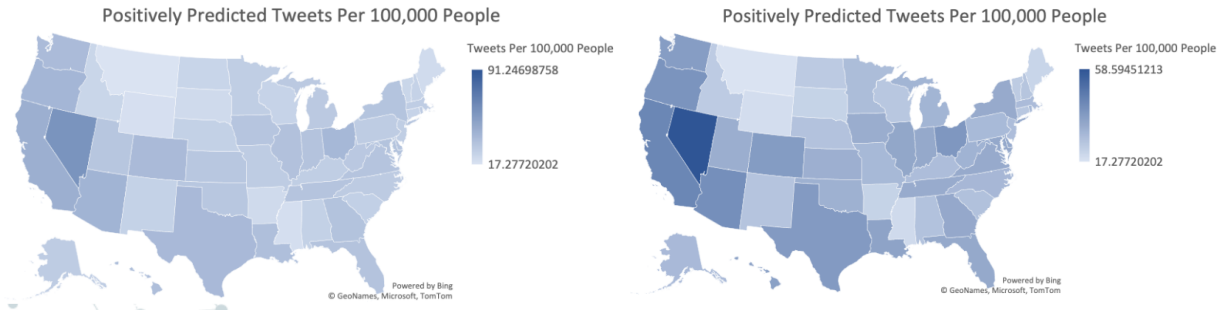 Positively Predicted Tweets Per 100,000 People
Tweets Per 100,000 People
91.24698758
17.27720202
Powered by Bing
© GeoNames, Microsoft, TomTom
Positively Predicted Tweets Per 100,000 People
Tweets Per 100,000 People
58.59451213
17.27720202
Powered by Bing
© GeoNames, Microsoft, TomTom